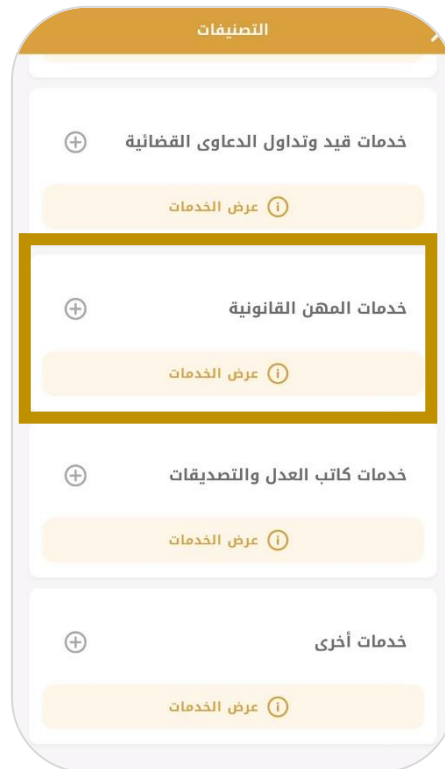 التصنيفات
خدمات قيد وتداول الدعاوى القضائية
عرض الخدمات
خدمات المهن القانونية
عرض الخدمات
خدمات كاتب العدل والتصديقات
عرض الخدمات
خدمات أخرى
عرض الخدمات